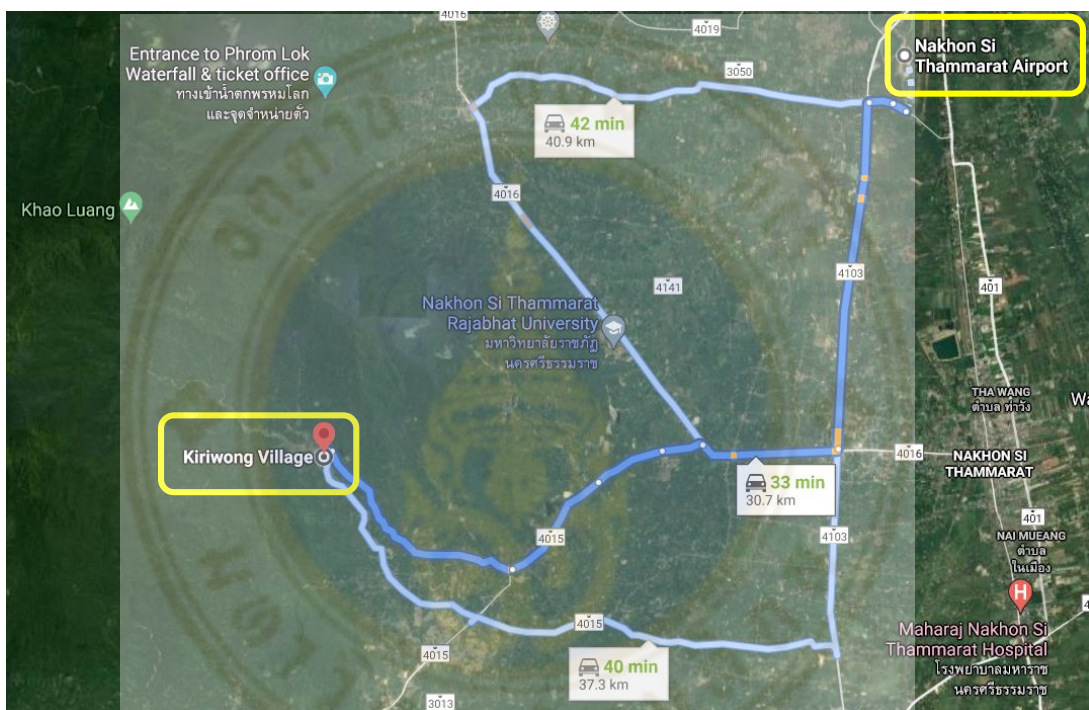 4016
4019
Nakhon Si
Thammarat Airport
Entrance to Phrom Lok
Waterfall & ticket office
ทางเข้าน้ำตกพรหมโลก
และจุดจำหน่ายตั๋ว
3050
42 min
40.9 km
4016
Khao Luang
4103
4141
401
Nakhon Si Thammarat
Rajabhat University
มหาวิทยาลัยราชภัฏ
นครศรีธรรมราช
THA WANG
ตำบล ท่าวัง
Wa
Kiriwong Village
4016
NAKHON SI
THAMMARAT
33 min
30.7 km
401
4015
4103
NAI MUEANG
ตำบล
ในเมือง
H
4015
Maharaj Nakhon Si
Thammarat Hospital
โรงพยาบาลมหาราช
นครศรีธรรมราช
4015
40 min
37.3 km
3013